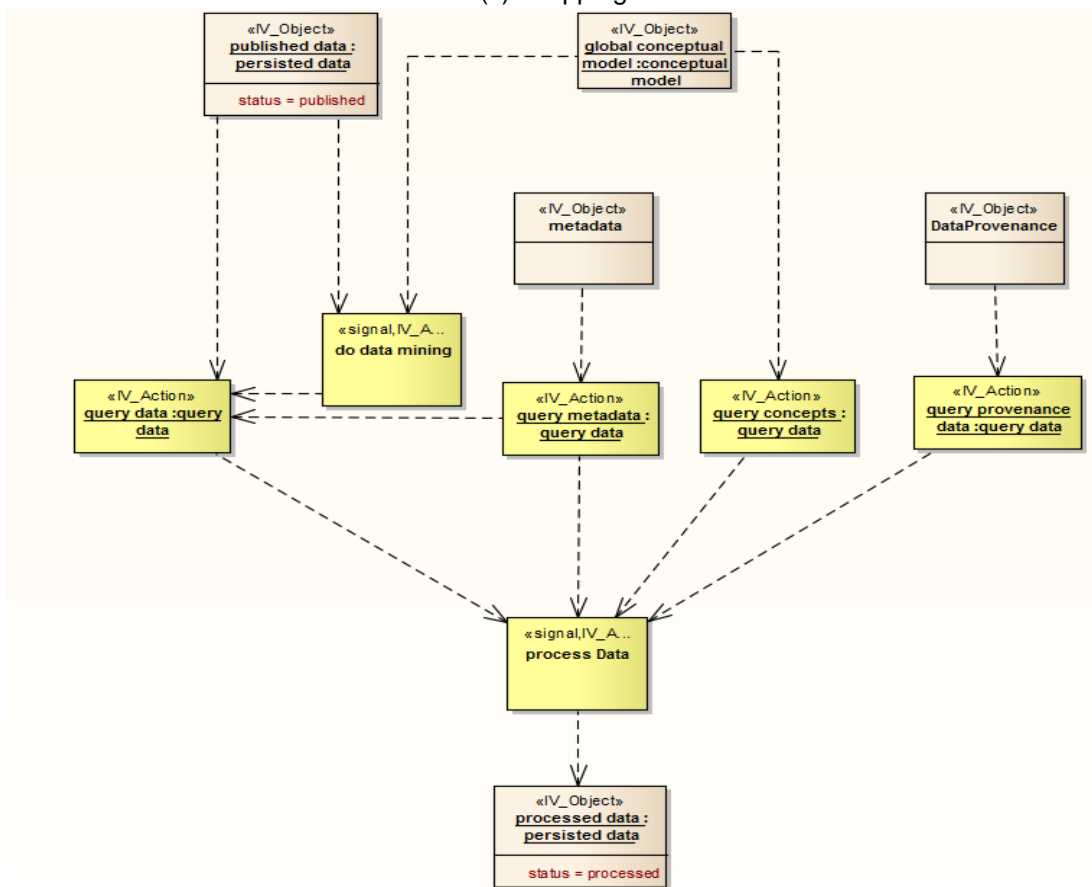 «IV_Object»
published data :
persisted data
status = published
«IV_Object»
global conceptual
model :conceptual
model
«IV_Object»
metadata
«IV_Object»
DataProvenance
«signal,IV_A...
do data mining
«IV_Action»
query data :query
data
«IV_Action»
query metadata :
query data
«IV_Action»
query concepts :
query data
«IV_Action»
query provenance
data :query data
«signal,IV_A...
process Data
«IV_Object»
processed data :
persisted data
status = processed